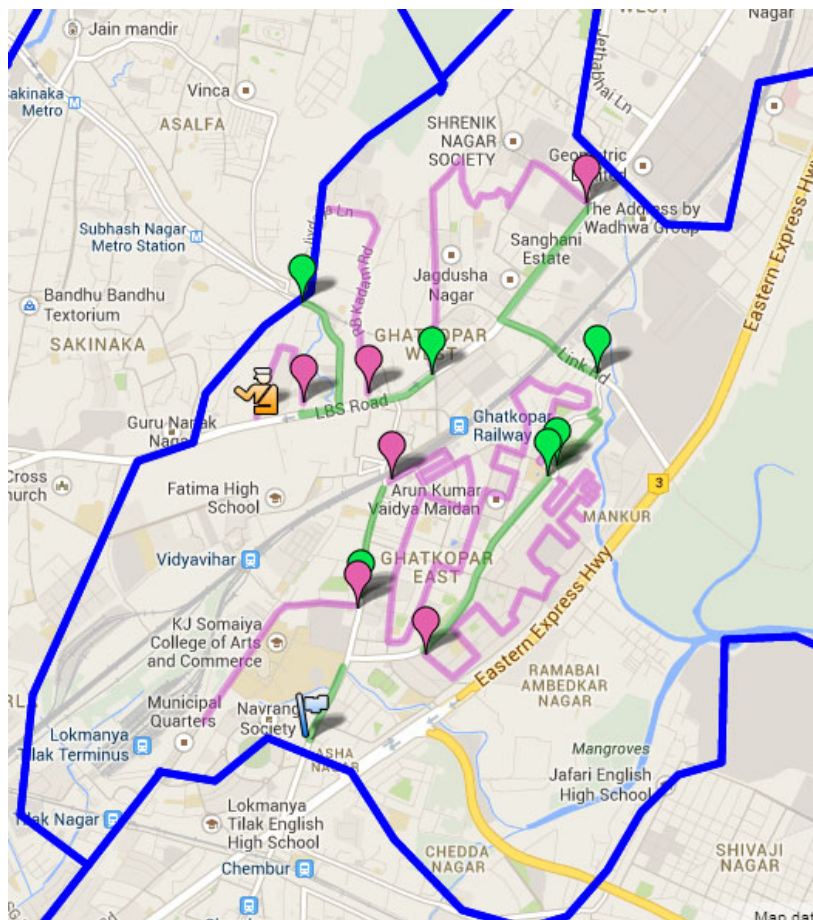 WEST
Nagar
Jain mandir
Jethabhai Ln
Sakinaka
Metro
Vinca
ASALFA
SHRENIK
NAGAR
SOCIETY
Geometric
Limited
The Address by
Wadhwa Group
Subhash Nagar
Metro Station
Sanghani
Estate
Eastern Express Hwy
Jagdusha
Nagar
RB Kadam Rd
Bandhu Bandhu
Textorium
SAKINAKA
GHATKOPAR
WEST
Link Rd
LBS Road
Guru Nanak
Nagar
Ghatkopar
Railway
Cross
Church
Fatima High
School
Arun Kumar
Vaidya Maidan
3
MANKUR
Vidyavihar
GHATKOPAR
EAST
KJ Somaiya
College of Arts
and Commerce
Eastern Express Hwy
RAMABAI
AMBEDKAR
NAGAR
Municipal
Quarters
Navrang
Society
RLA
Lokmanya
Tilak Terminus
ASHA
NAGAR
Mangroves
Jafari English
High School
Tilak Nagar
Lokmanya
Tilak English
High School
Chembur
CHEDDA
NAGAR
SHIVAJI
NAGAR
Map dat